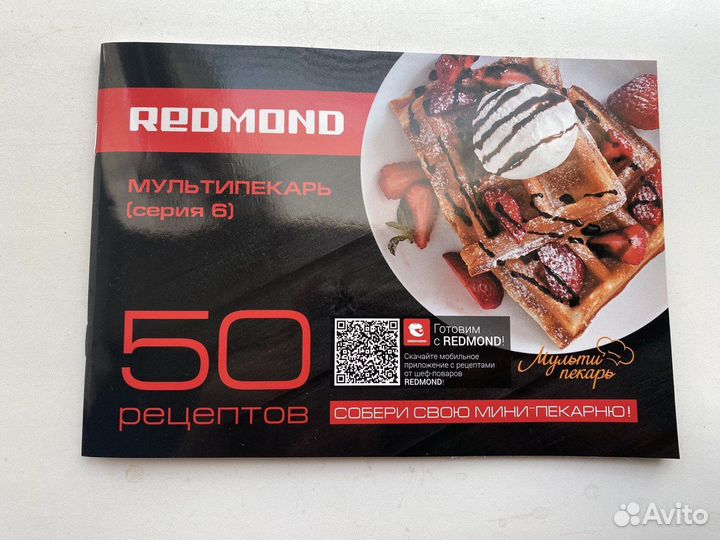 REDMOND
МУЛЬТИПЕКАРЬ
(серия 6)
50
рецептов
Готовим
с REDMOND!
Скачайте мобильное
приложение с рецептами
от шеф-поваров
REDMOND!
Мульти
пекарь
СОБЕРИ СВОЮ МИНИ-ПЕКАРНЮ!
Avito